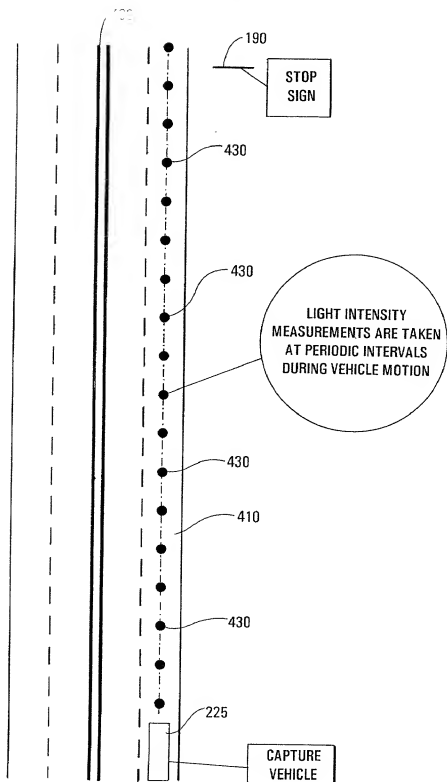 190
STOP
SIGN
430
430
LIGHT INTENSITY
MEASUREMENTS ARE TAKEN
AT PERIODIC INTERVALS
DURING VEHICLE MOTION
430
410
430
225
CAPTURE
VEHICLE